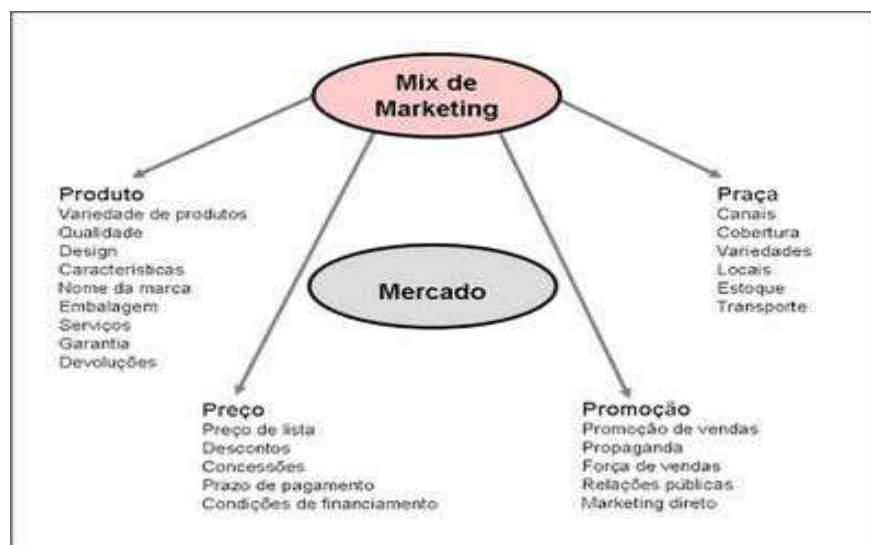 Mix de
Marketing
Produto
Variedade de produtos
Qualidade
Design
Características
Nome da marca
Embalagem
Serviços
Garantia
Devoluções
Praça
Canais
Cobertura
Variedades
Locais
Estoque
Transporte
Mercado
Preço
Preço de lista
Descontos
Concessões
Prazo de pagamento
Condições de financiamento
Promoção
Promoção de vendas
Propaganda
Força de vendas
Relações públicas
Marketing direto